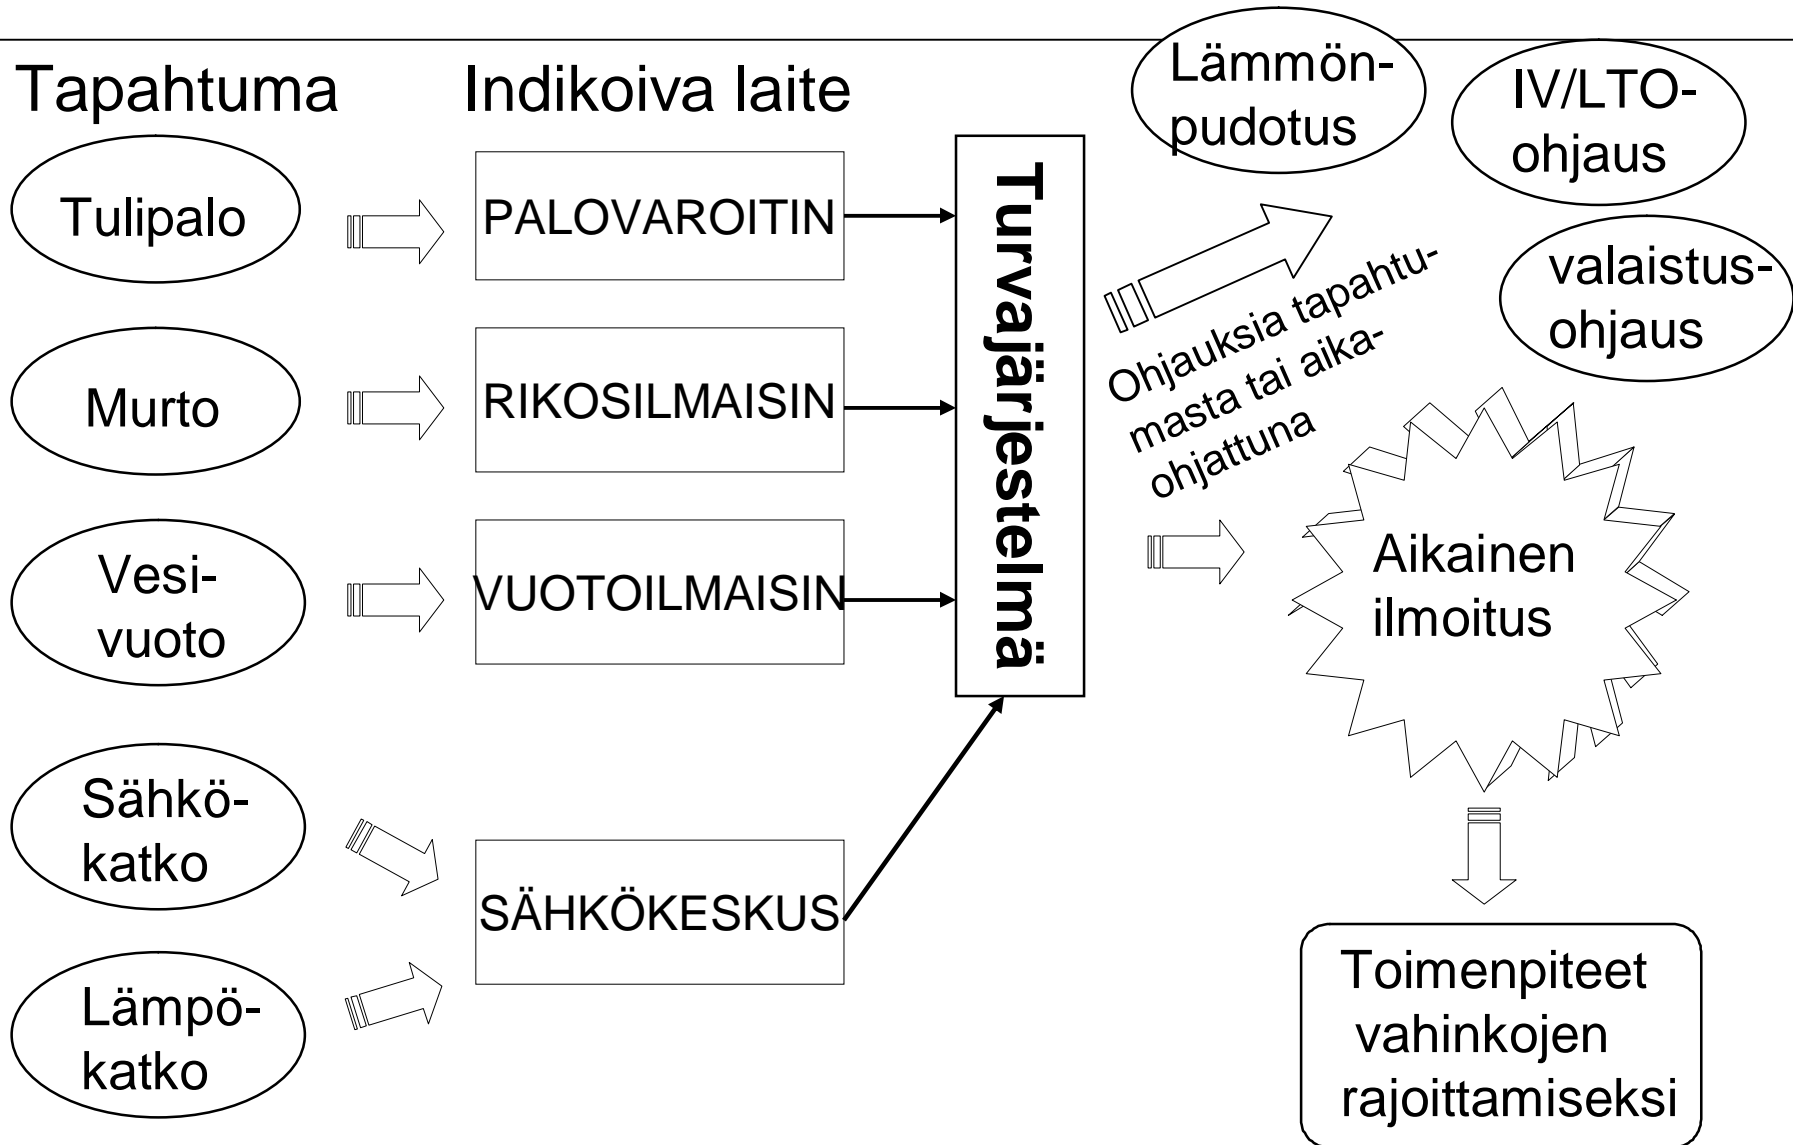 Tapahtuma
Indikoiva laite
Tulipalo
PALOVAROITIN
Murto
RIKOSILMAISIN
Vesi-
vuoto
VUOTOILMAISIN
Sähkö-
katko
SÄHKÖKESKUS
Lämpö-
katko
Turvajärjestelmä
Lämmön-
pudotus
IV/LTO-
ohjaus
valaistus-
ohjaus
Ohjauksia tapahtu-
masta tai aika-
ohjattuna
Aikainen
ilmoitus
Toimenpiteet
vahinkojen
rajoittamiseksi